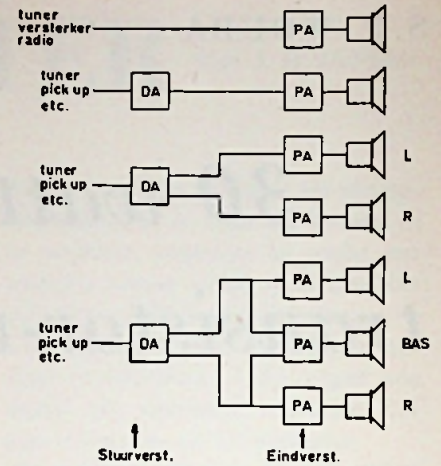 tuner
versterker
radio
PA
tuner
pick up
etc.
DA
PA
tuner
pick up
etc.
DA
PA
L
PA
R
tuner
pick up
etc.
DA
PA
L
PA
BAS
PA
R
Stuurverst.
Eindverst.